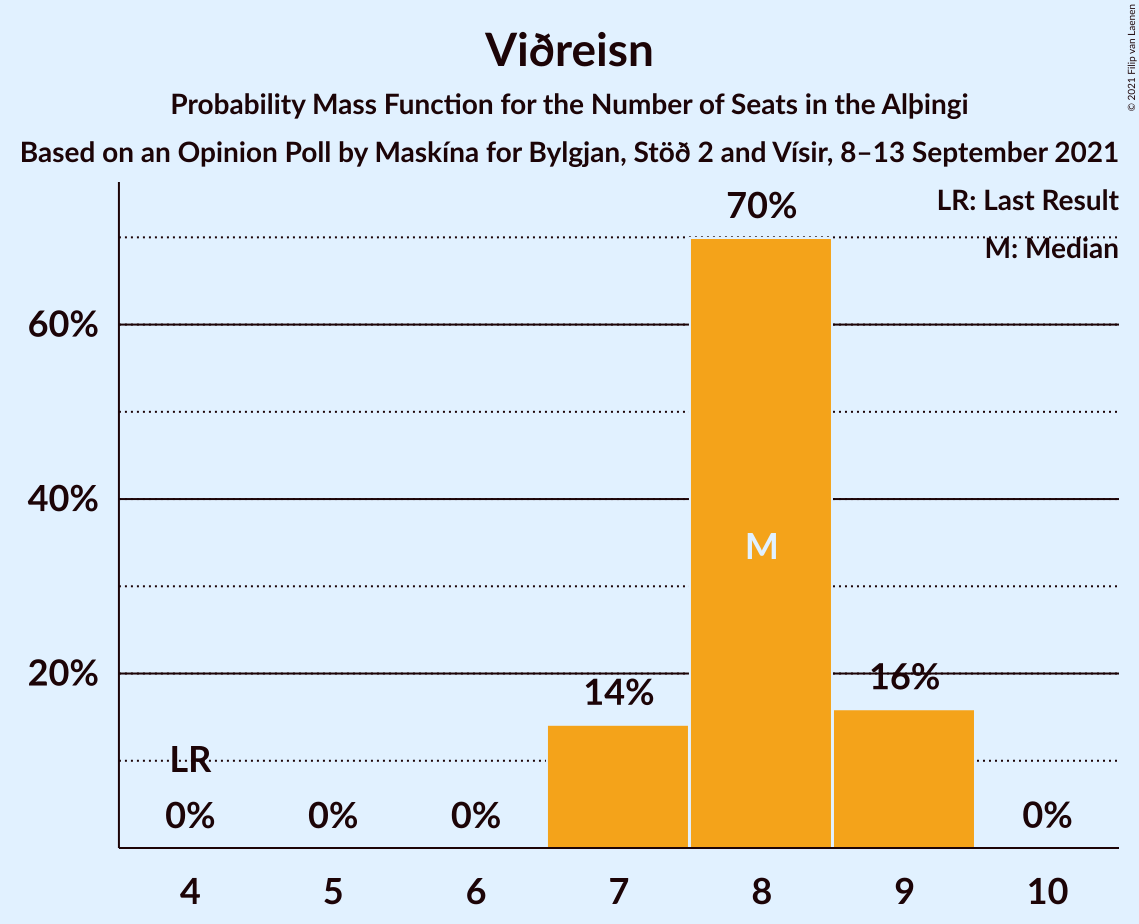 Viðreisn
Probability Mass Function for the Number of Seats in the Alþingi
Based on an Opinion Poll by Maskína for Bylgjan, Stöð 2 and Vísir, 8–13 September 2021
© 2021 Filip van Laenen
LR: Last Result
M: Median
60%
40%
20%
LR
0%
0%
0%
14%
70%
M
16%
0%
4
5
6
7
8
9
10